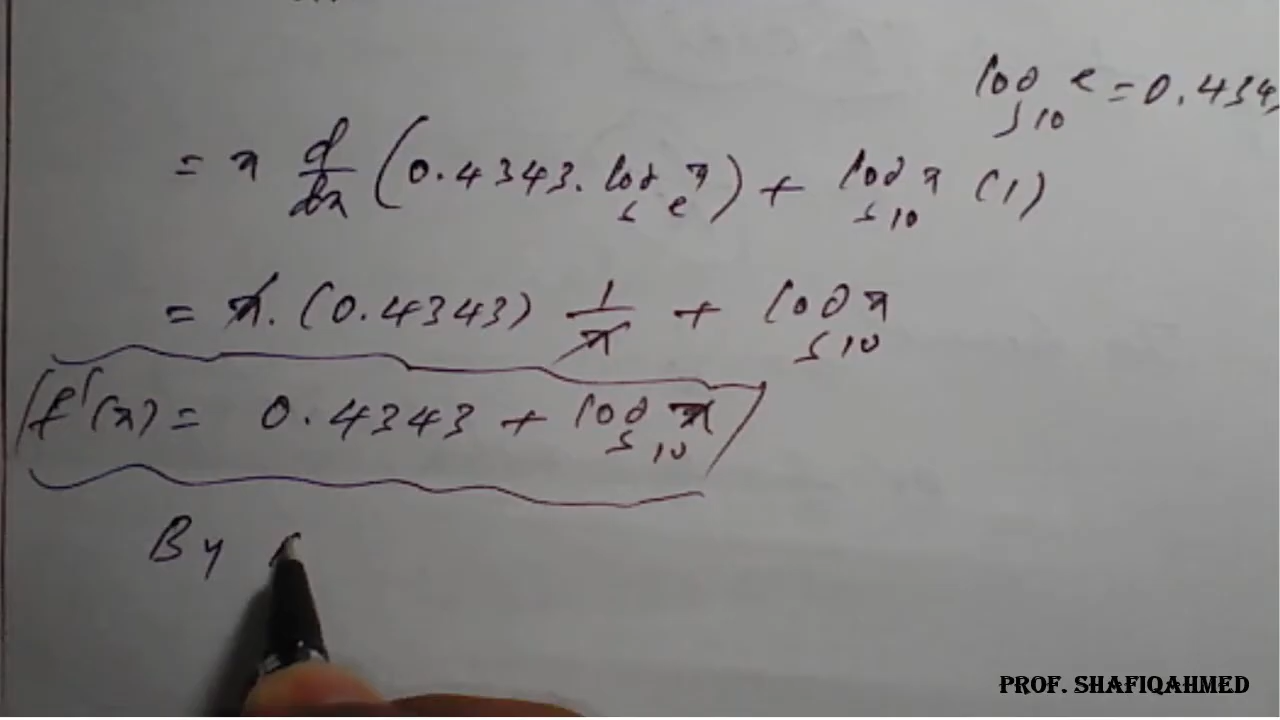 log₁₀ e = 0.434
= x d/dx (0.4343. logₑ x) + log₁₀ x (1)
= x. (0.4343) 1/x + log₁₀ x
f'(x) = 0.4343 + log₁₀ x
By
PROF. SHAFIQAHMED